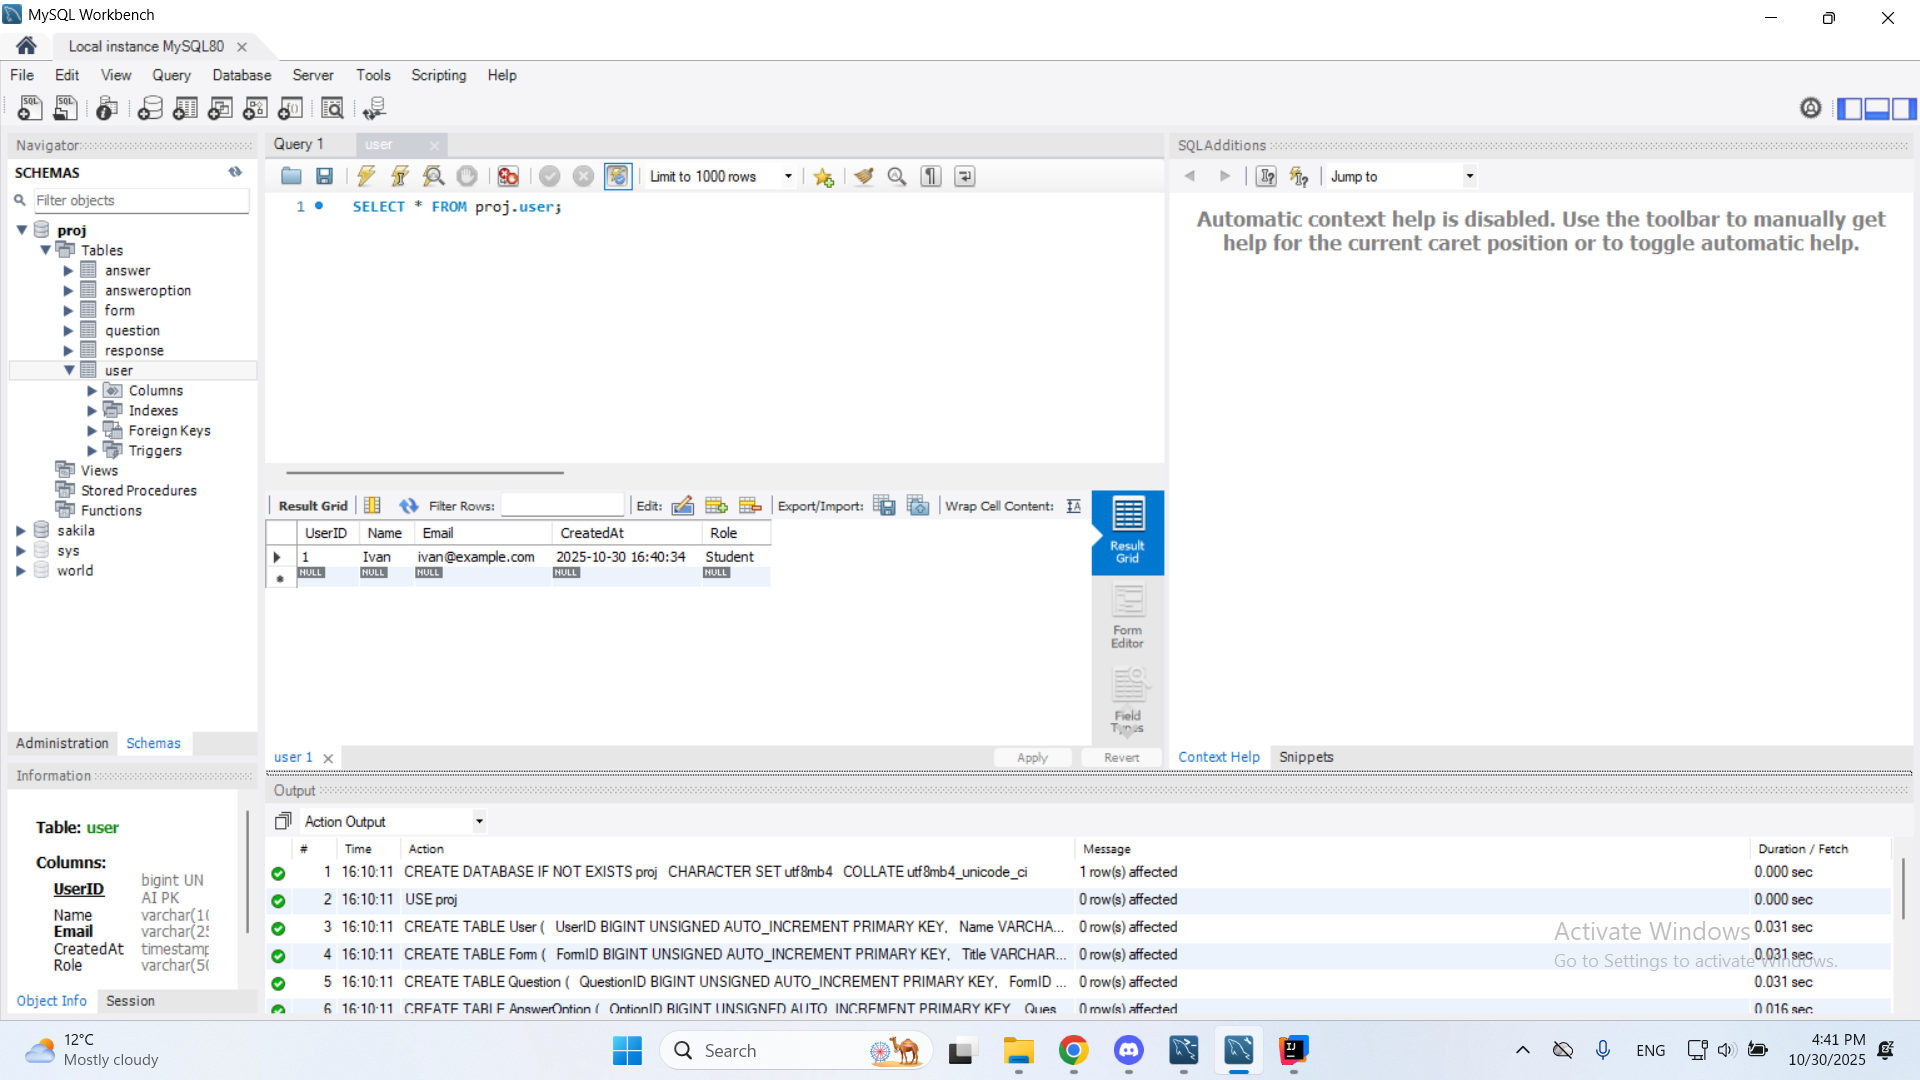 MySQL Workbench
Local instance MySQL80
File Edit View Query Database Server Tools Scripting Help
Navigator
SCHEMAS
Filter objects
proj
Tables
answer
answeroption
form
question
response
user
Columns
Indexes
Foreign Keys
Triggers
Views
Stored Procedures
Functions
sakila
sys
world
Administration Schemas
Information
Table: user
Columns:
UserID bigint UN
AI PK
Name varchar(10
Email varchar(25
CreatedAt timestamp
Role varchar(50
Object Info Session
Query 1 user
Limit to 1000 rows
1 SELECT * FROM proj.user;
Result Grid Filter Rows: Edit: Export/Import: Wrap Cell Content:
UserID Name Email CreatedAt Role
1 Ivan ivan@example.com 2025-10-30 16:40:34 Student
NULL NULL NULL NULL NULL
Result
Grid
Form
Editor
Field
Types
user 1 Apply Revert
SQLAdditions
Jump to
Automatic context help is disabled. Use the toolbar to manually get
help for the current caret position or to toggle automatic help.
Context Help Snippets
Output
Action Output
# Time Action Message Duration / Fetch
1 16:10:11 CREATE DATABASE IF NOT EXISTS proj CHARACTER SET utf8mb4 COLLATE utf8mb4_unicode_ci 1 row(s) affected 0.000 sec
2 16:10:11 USE proj 0 row(s) affected 0.000 sec
3 16:10:11 CREATE TABLE User ( UserID BIGINT UNSIGNED AUTO_INCREMENT PRIMARY KEY, Name VARCHA... 0 row(s) affected 0.031 sec
4 16:10:11 CREATE TABLE Form ( FormID BIGINT UNSIGNED AUTO_INCREMENT PRIMARY KEY, Title VARCHAR... 0 row(s) affected 0.031 sec
5 16:10:11 CREATE TABLE Question ( QuestionID BIGINT UNSIGNED AUTO_INCREMENT PRIMARY KEY, FormID ... 0 row(s) affected 0.031 sec
6 16:10:11 CREATE TABLE AnswerOption ( OptionID BIGINT UNSIGNED AUTO_INCREMENT PRIMARY KEY Ques 0 row(s) affected 0.016 sec
Activate Windows
Go to Settings to activate Windows.
12°C
Mostly cloudy
Search
ENG
4:41 PM
10/30/2025